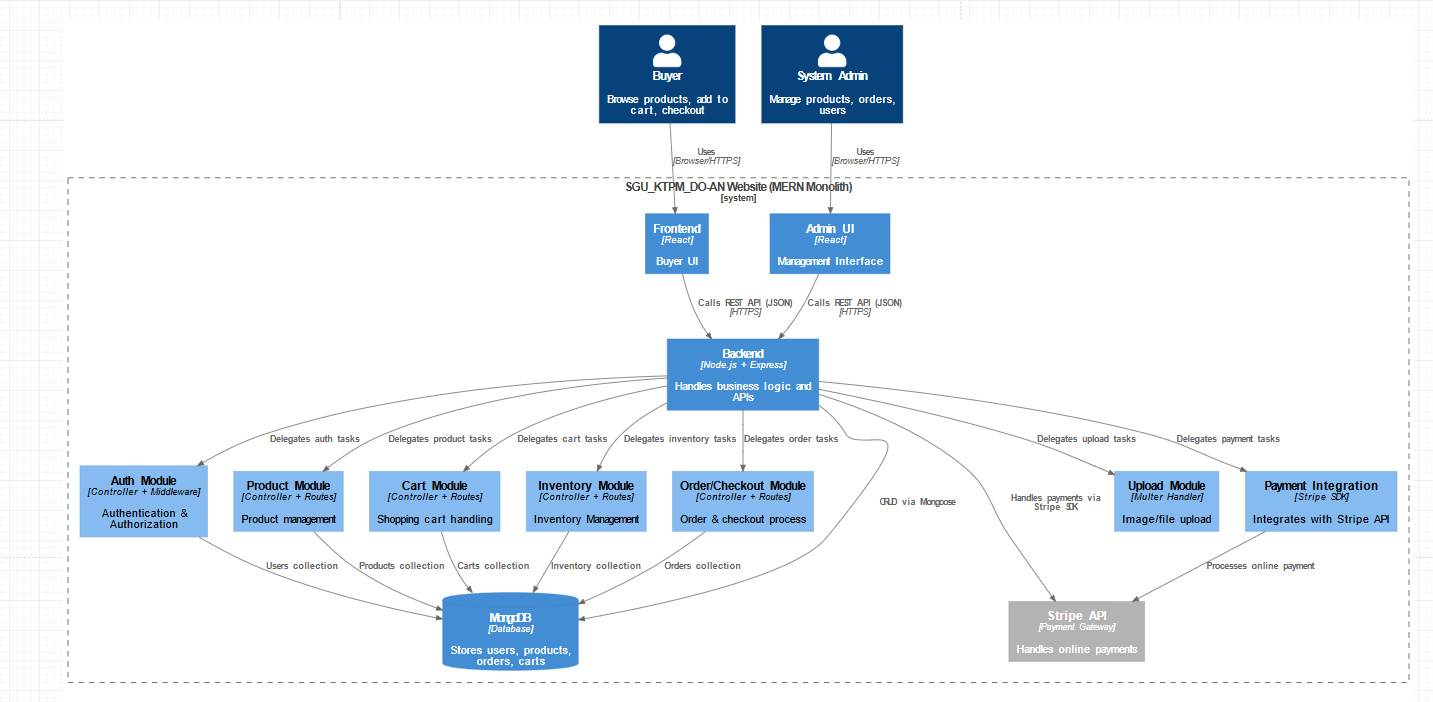 Buyer
Browse products, add to
cart, checkout
System Admin
Manage products, orders,
users
Uses
[Browser/HTTPS]
Uses
[Browser/HTTPS]
SGU_KTPM_DO-AN Website (MERN Monolith)
[system]
Frontend
[React]
Buyer UI
Admin UI
[React]
Management Interface
Calls REST API (JSON)
[HTTPS]
Calls REST API (JSON)
[HTTPS]
Backend
[Node.js + Express]
Handles business logic and
APIs
Delegates auth tasks
Delegates product tasks
Delegates cart tasks
Delegates inventory tasks
Delegates order tasks
Delegates upload tasks
Delegates payment tasks
Auth Module
[Controller + Middleware]
Authentication &
Authorization
Product Module
[Controller + Routes]
Product management
Cart Module
[Controller + Routes]
Shopping cart handling
Inventory Module
[Controller + Routes]
Inventory Management
Order/Checkout Module
[Controller + Routes]
Order & checkout process
CRUD via Mongoose
Handles payments via
Stripe SDK
Upload Module
[Multer Handler]
Image/file upload
Payment Integration
[Stripe SDK]
Integrates with Stripe API
Users collection
Products collection
Carts collection
Inventory collection
Orders collection
Processes online payment
MongoDB
[Database]
Stores users, products,
orders, carts
Stripe API
[Payment Gateway]
Handles online payments